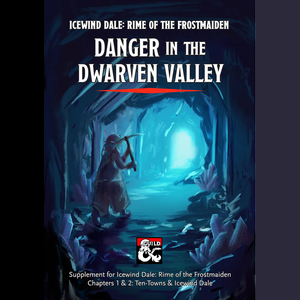 ICEWIND DALE: RIME OF THE FROSTMAIDEN
DANGER IN THE
DWARVEN VALLEY
GUILD
Supplement for Icewind Dale: Rime of the Frostmaiden
Chapters 1 & 2: Ten-Towns & Icewind Dale